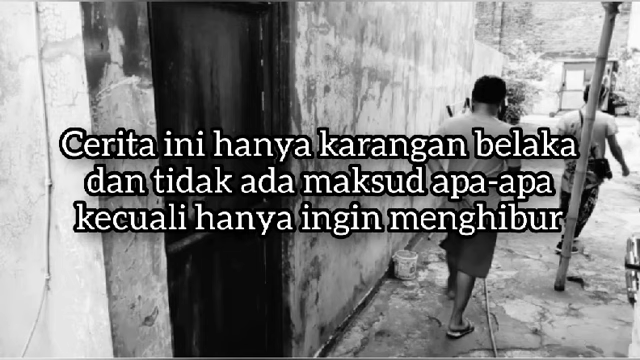 Cerita ini hanya karangan belaka
dan tidak ada maksud apa-apa
kecuali hanya ingin menghibur